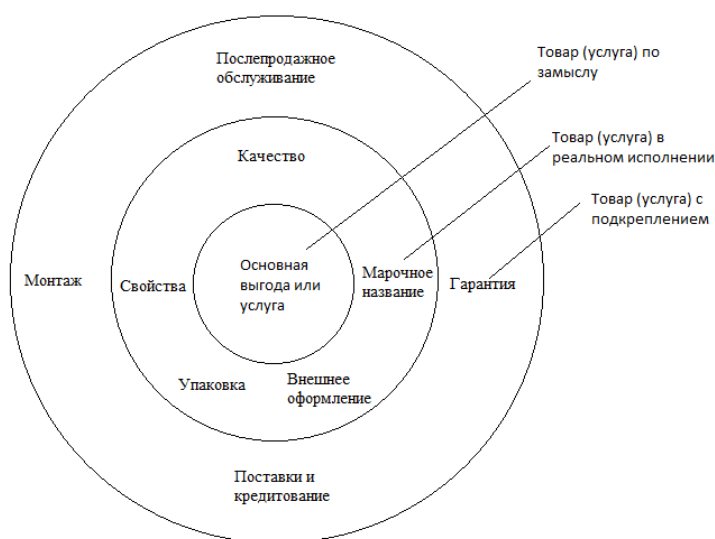 Послепродажное
обслуживание
Товар (услуга) по
замыслу
Качество
Товар (услуга) в
реальном исполнении
Товар (услуга) с
подкреплением
Основная
выгода или
услуга
Монтаж
Свойства
Марочное
название
Гарантия
Упаковка
Внешнее
оформление
Поставки и
кредитование